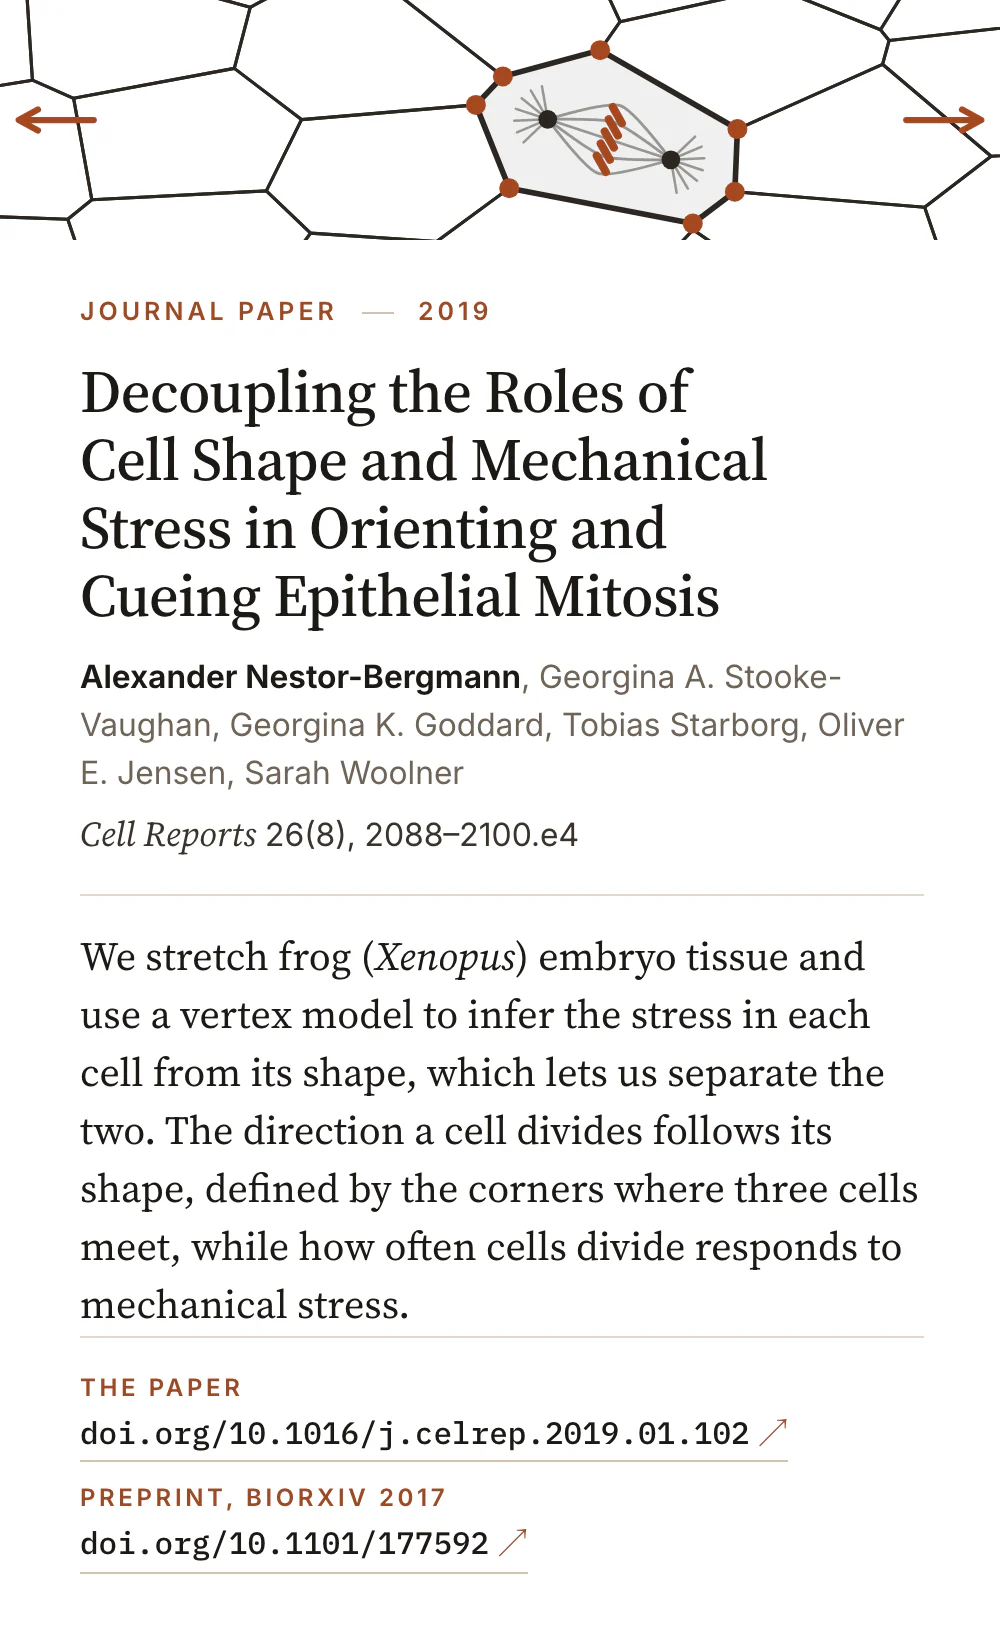 JOURNAL PAPER — 2019
Decoupling the Roles of
Cell Shape and Mechanical
Stress in Orienting and
Cueing Epithelial Mitosis
Alexander Nestor-Bergmann, Georgina A. Stooke-
Vaughan, Georgina K. Goddard, Tobias Starborg, Oliver
E. Jensen, Sarah Woolner
Cell Reports 26(8), 2088–2100.e4
We stretch frog (Xenopus) embryo tissue and
use a vertex model to infer the stress in each
cell from its shape, which lets us separate the
two. The direction a cell divides follows its
shape, defined by the corners where three cells
meet, while how often cells divide responds to
mechanical stress.
THE PAPER
doi.org/10.1016/j.celrep.2019.01.102 ↗
PREPRINT, BIORXIV 2017
doi.org/10.1101/177592 ↗